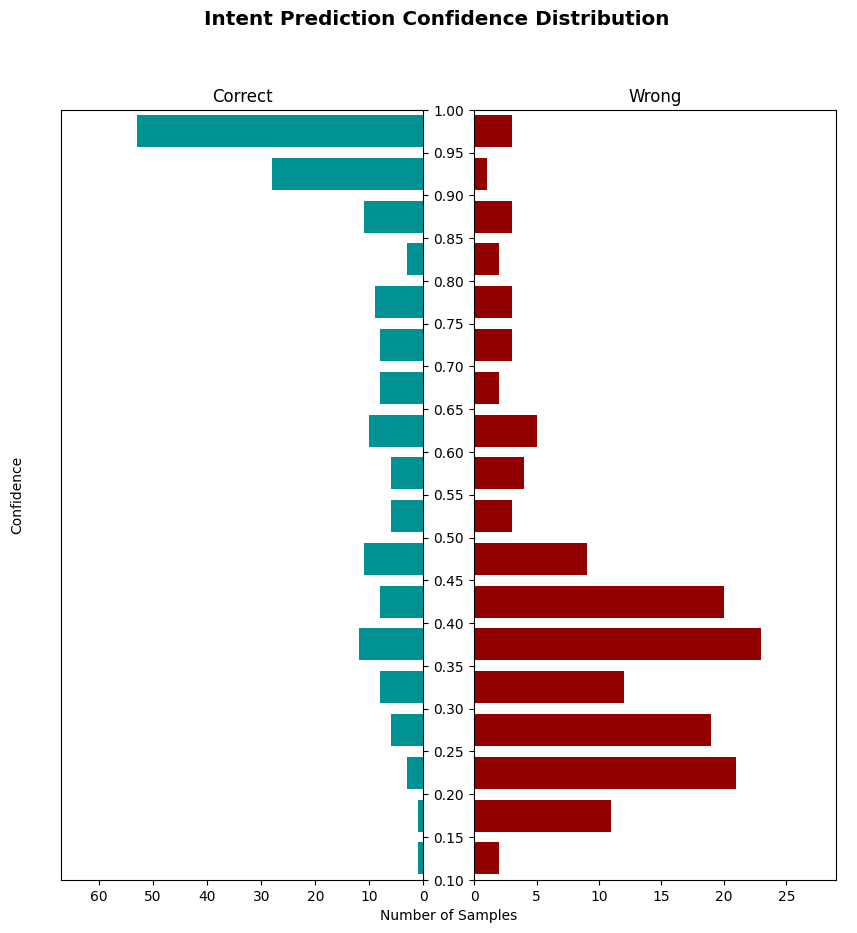 Intent Prediction Confidence Distribution
Correct
Wrong
1.00
0.95
0.90
0.85
0.80
0.75
0.70
0.65
0.60
0.55
0.50
0.45
0.40
0.35
0.30
0.25
0.20
0.15
0.10
Confidence
60 50 40 30 20 10 0
0 5 10 15 20 25
Number of Samples